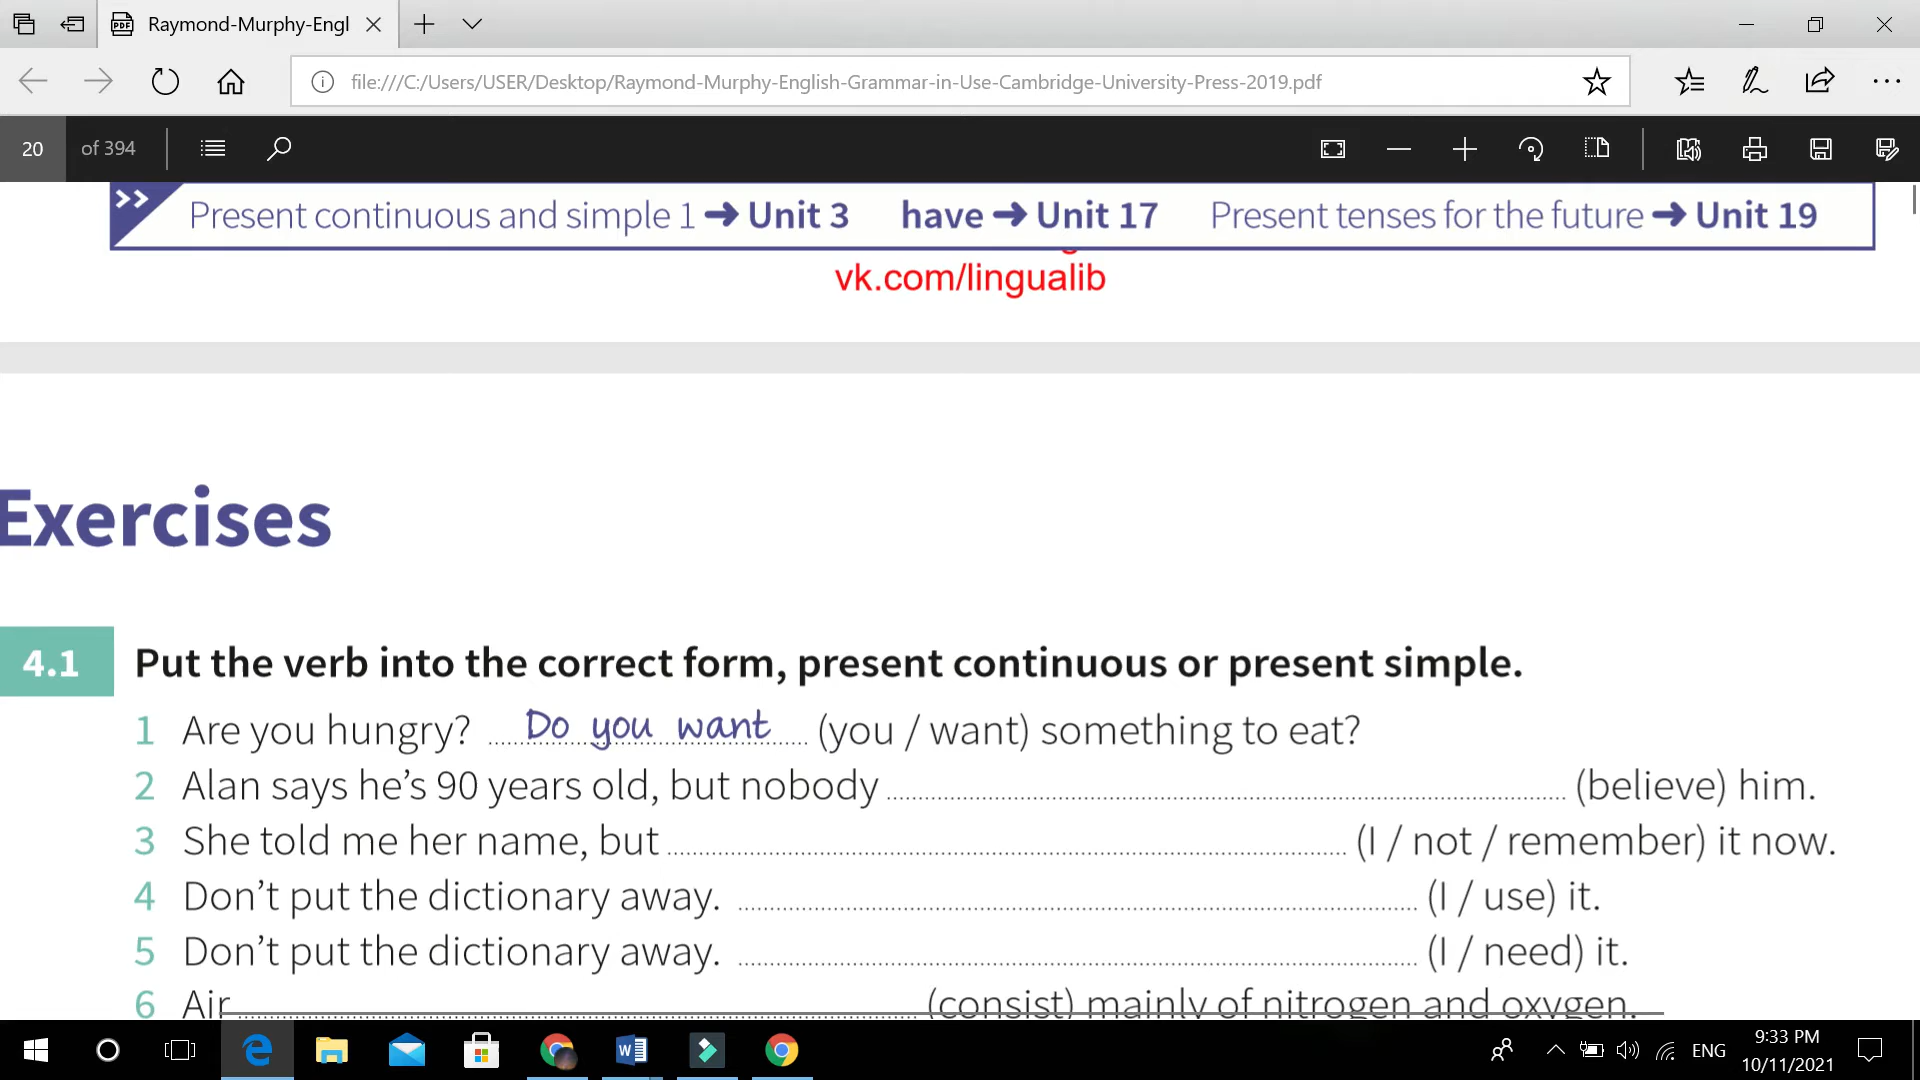 Raymond-Murphy-Engl
file:///C:/Users/USER/Desktop/Raymond-Murphy-English-Grammar-in-Use-Cambridge-University-Press-2019.pdf
20 of 394
Present continuous and simple 1 ➜ Unit 3 have ➜ Unit 17 Present tenses for the future ➜ Unit 19
vk.com/lingualib
Exercises
4.1 Put the verb into the correct form, present continuous or present simple.
1 Are you hungry? Do you want (you / want) something to eat?
2 Alan says he’s 90 years old, but nobody (believe) him.
3 She told me her name, but (I / not / remember) it now.
4 Don’t put the dictionary away. (I / use) it.
5 Don’t put the dictionary away. (I / need) it.
6 Air (consist) mainly of nitrogen and oxygen.
ENG
9:33 PM
10/11/2021